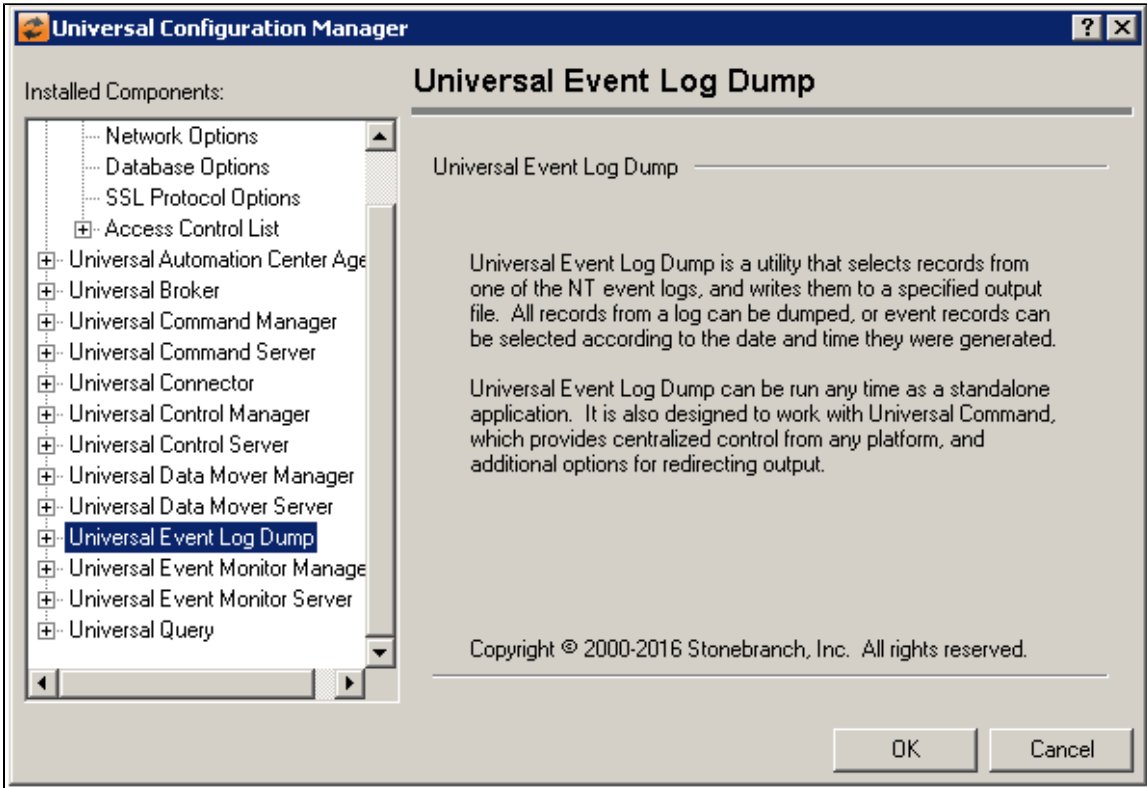 Universal Configuration Manager
Installed Components:
Network Options
Database Options
SSL Protocol Options
Access Control List
Universal Automation Center Age
Universal Broker
Universal Command Manager
Universal Command Server
Universal Connector
Universal Control Manager
Universal Control Server
Universal Data Mover Manager
Universal Data Mover Server
Universal Event Log Dump
Universal Event Monitor Manage
Universal Event Monitor Server
Universal Query
Universal Event Log Dump
Universal Event Log Dump
Universal Event Log Dump is a utility that selects records from
one of the NT event logs, and writes them to a specified output
file. All records from a log can be dumped, or event records can
be selected according to the date and time they were generated.
Universal Event Log Dump can be run any time as a standalone
application. It is also designed to work with Universal Command,
which provides centralized control from any platform, and
additional options for redirecting output.
Copyright © 2000-2016 Stonebranch, Inc. All rights reserved.
OK
Cancel